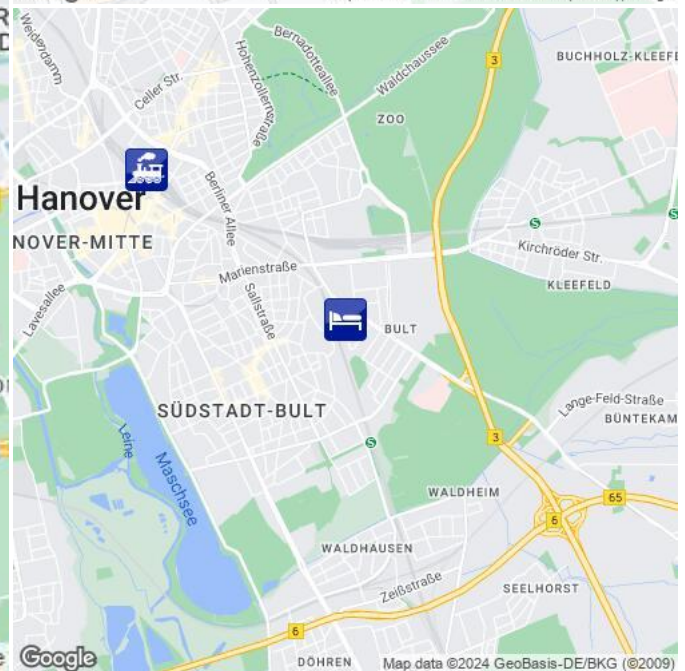 Weidendamm
Celler Str.
Hohenzollernstraße
Bernadotteallee
Waldchaussee
3
BUCHHOLZ-KLEEFE
ZOO
Hanover
NOVER-MITTE
Berliner Allee
S
S
Kirchröder Str.
Marienstraße
KLEEFELD
Lavesallee
Sallstraße
BULT
SÜDSTADT-BULT
Lange-Feld-Straße
BÜNTEKAM
3
S
Leine
Maschsee
WALDHEIM
65
6
WALDHAUSEN
Zeißstraße
SEELHORST
6
DÖHREN
Google
Map data ©2024 GeoBasis-DE/BKG (©2009)